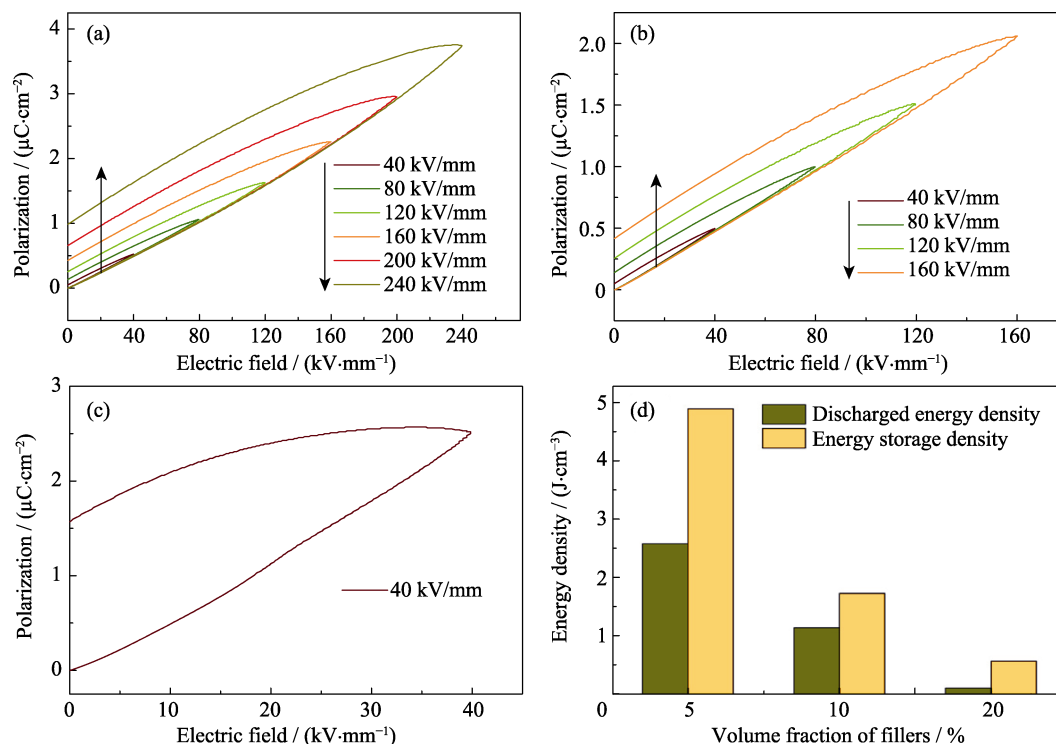 (a)
4
3
2
1
0
Polarization / (μC·cm⁻²)
40 kV/mm
80 kV/mm
120 kV/mm
160 kV/mm
200 kV/mm
240 kV/mm
0 40 80 120 160 200 240
Electric field / (kV·mm⁻¹)
(b)
2.0
1.5
1.0
0.5
0
Polarization / (μC·cm⁻²)
40 kV/mm
80 kV/mm
120 kV/mm
160 kV/mm
0 40 80 120 160
Electric field / (kV·mm⁻¹)
(c)
3
2
1
0
Polarization / (μC·cm⁻²)
40 kV/mm
0 10 20 30 40
Electric field / (kV·mm⁻¹)
(d)
5
4
3
2
1
0
Energy density / (J·cm⁻³)
Discharged energy density
Energy storage density
5 10 20
Volume fraction of fillers / %